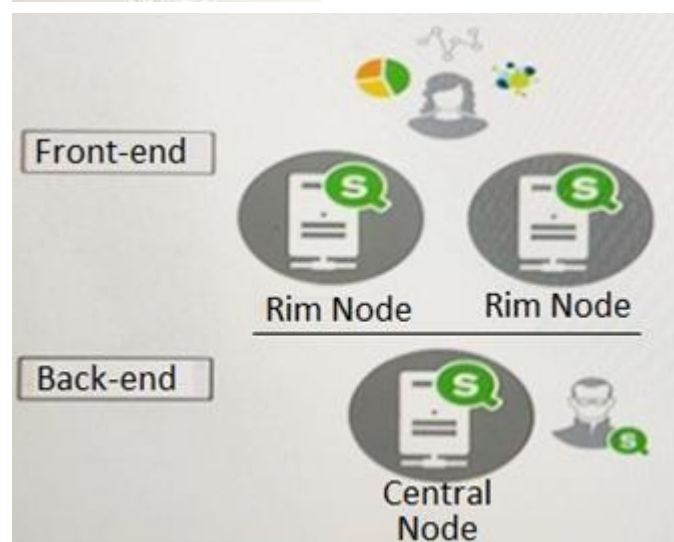 Front-end
S
S
Rim Node
Rim Node
Back-end
S
S
Central
Node